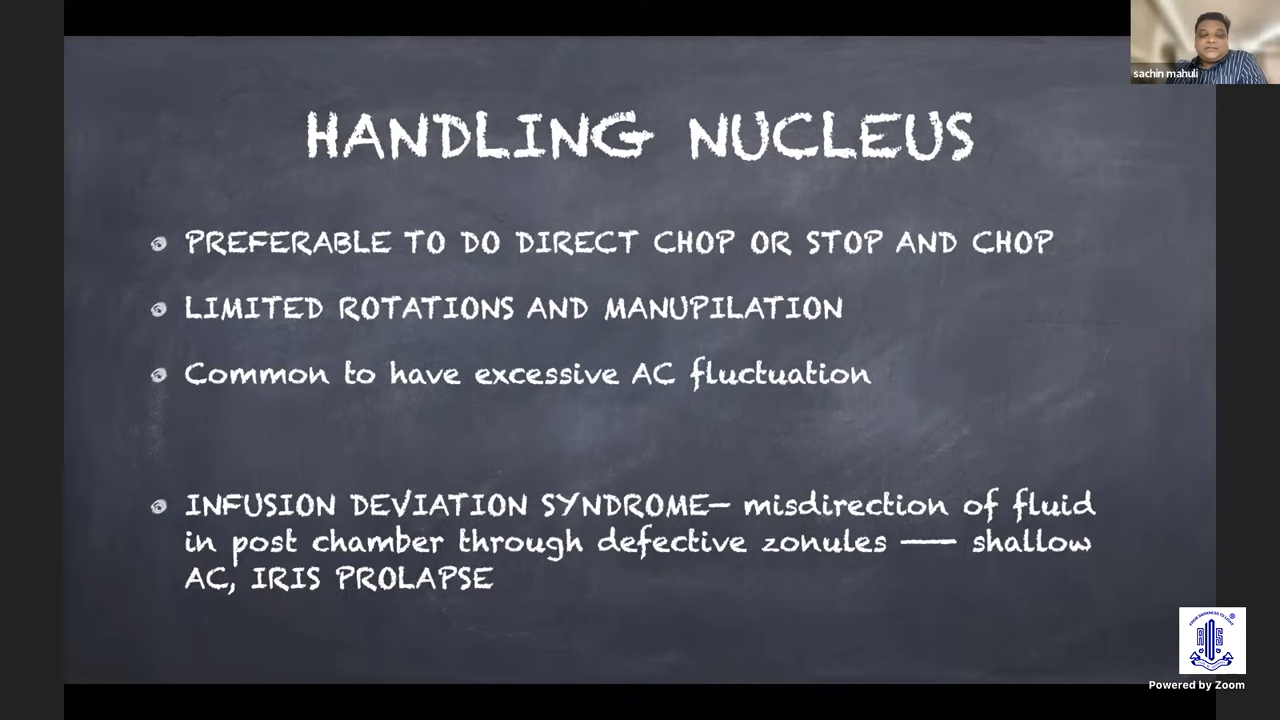 sachin mahuli
HANDLING NUCLEUS
PREFERABLE TO DO DIRECT CHOP OR STOP AND CHOP
LIMITED ROTATIONS AND MANUPILATION
Common to have excessive AC fluctuation
INFUSION DEVIATION SYNDROME— misdirection of fluid
in post chamber through defective zonules —— shallow
AC, IRIS PROLAPSE
Powered by Zoom